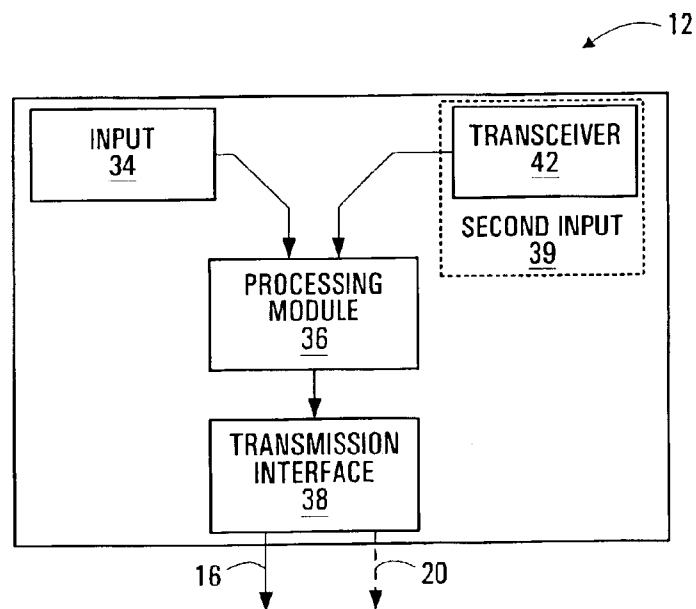 12
INPUT
34
TRANSCEIVER
42
SECOND INPUT
39
PROCESSING
MODULE
36
TRANSMISSION
INTERFACE
38
16
20